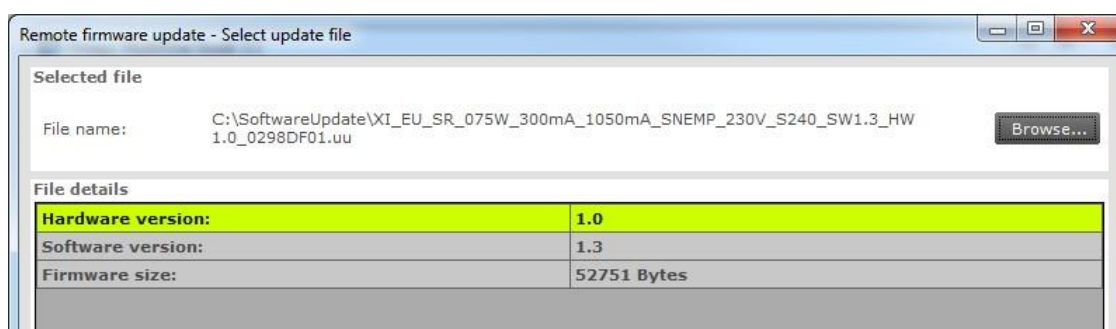 Remote firmware update - Select update file
Selected file
File name:
C:\SoftwareUpdate\XI_EU_SR_075W_300mA_1050mA_SNEMP_230V_S240_SW1.3_HW
1.0_0298DF01.uu
Browse...
File details
Hardware version: 1.0
Software version: 1.3
Firmware size: 52751 Bytes